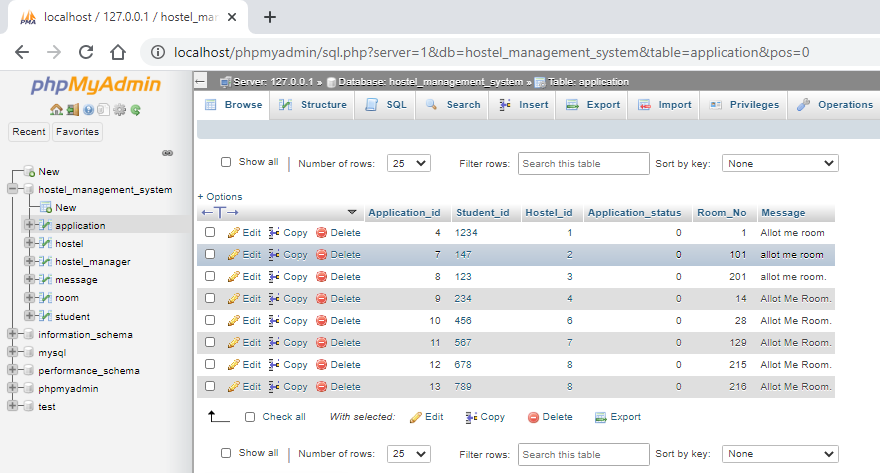 localhost / 127.0.0.1 / hostel_man
localhost/phpmyadmin/sql.php?server=1&db=hostel_management_system&table=application&pos=0
phpMyAdmin
Recent Favorites
New
hostel_management_system
New
application
hostel
hostel_manager
message
room
student
information_schema
mysql
performance_schema
phpmyadmin
test
Server: 127.0.0.1 » Database: hostel_management_system » Table: application
Browse Structure SQL Search Insert Export Import Privileges Operations
Show all Number of rows: 25 Filter rows: Search this table Sort by key: None
+ Options
Application_id Student_id Hostel_id Application_status Room_No Message
Edit Copy Delete 4 1234 1 0 1 Allot me room
Edit Copy Delete 7 147 2 0 101 allot me room
Edit Copy Delete 8 123 3 0 201 allot me room.
Edit Copy Delete 9 234 4 0 14 Allot Me Room.
Edit Copy Delete 10 456 6 0 28 Allot Me Room.
Edit Copy Delete 11 567 7 0 129 Allot Me Room.
Edit Copy Delete 12 678 8 0 215 Allot Me Room.
Edit Copy Delete 13 789 8 0 216 Allot Me Room.
Check all With selected: Edit Copy Delete Export
Show all Number of rows: 25 Filter rows: Search this table Sort by key: None